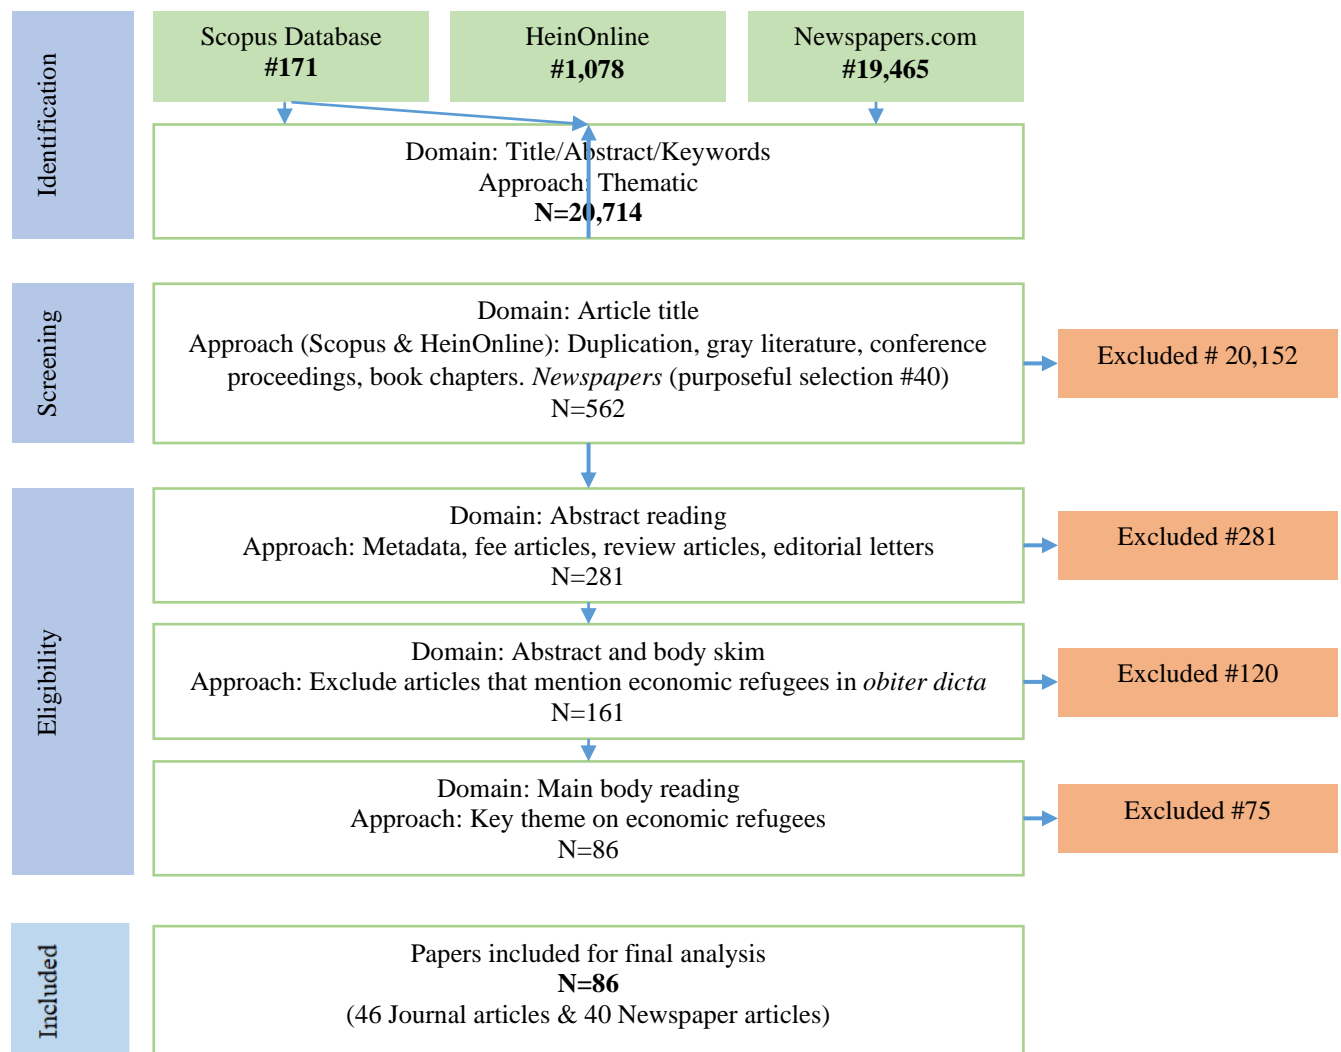 Identification
Scopus Database
#171
HeinOnline
#1,078
Newspapers.com
#19,465
Domain: Title/Abstract/Keywords
Approach: Thematic
N=20,714
Screening
Domain: Article title
Approach (Scopus & HeinOnline): Duplication, gray literature, conference
proceedings, book chapters. Newspapers (purposeful selection #40)
N=562
Excluded # 20,152
Eligibility
Domain: Abstract reading
Approach: Metadata, fee articles, review articles, editorial letters
N=281
Excluded #281
Domain: Abstract and body skim
Approach: Exclude articles that mention economic refugees in obiter dicta
N=161
Excluded #120
Domain: Main body reading
Approach: Key theme on economic refugees
N=86
Excluded #75
Included
Papers included for final analysis
N=86
(46 Journal articles & 40 Newspaper articles)